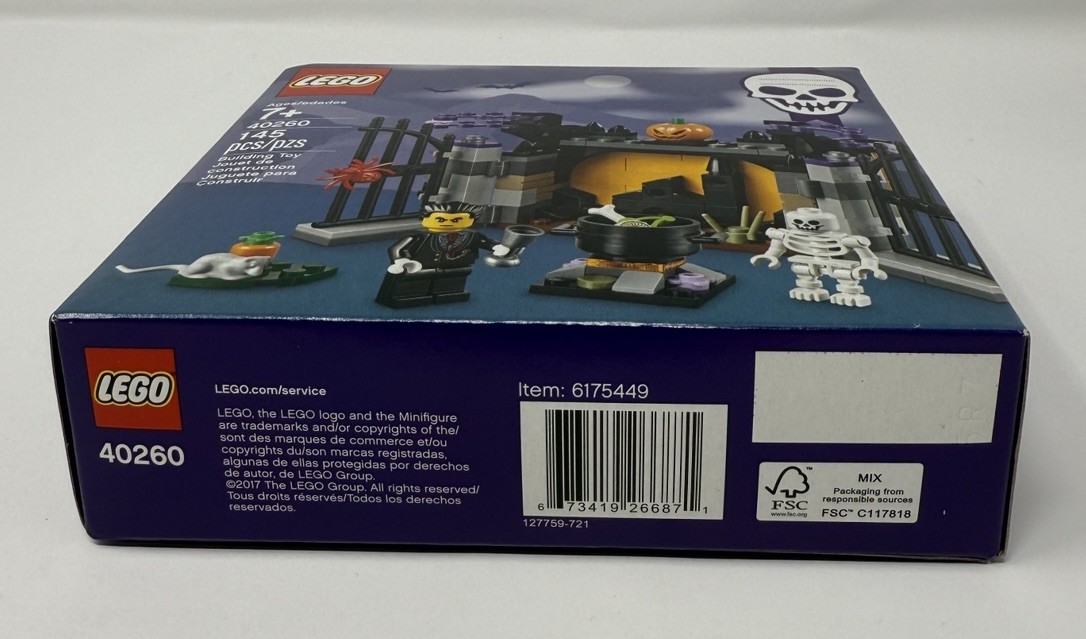 LEGO
Ages/edades
7+
40260
145
pcs/pzs
Building Toy
Jouet de
construction
Juguete para
Construir
LEGO
40260
LEGO.com/service
LEGO, the LEGO logo and the Minifigure
are trademarks and/or copyrights of the/
sont des marques de commerce et/ou
copyrights du/son marcas registradas,
algunas de ellas protegidas por derechos
de autor, de LEGO Group.
©2017 The LEGO Group. All rights reserved/
Tous droits réservés/Todos los derechos
reservados.
Item: 6175449
6 73419 26687 1
127759-721
FSC
www.fsc.org
MIX
Packaging from
responsible sources
FSC™ C117818